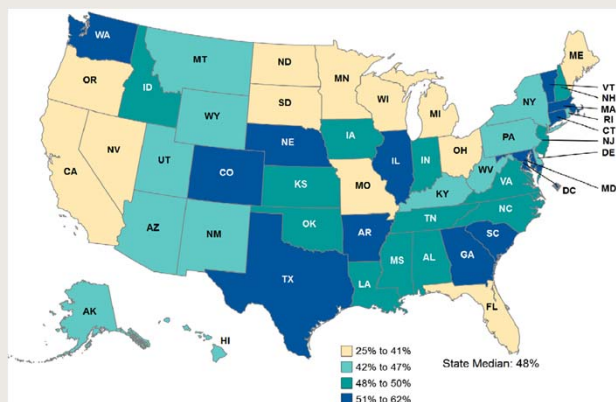 WA
MT
ND
MN
ME
OR
ID
SD
WI
MI
NY
VT
NH
MA
RI
CT
NJ
DE
MD
DC
WY
NE
IA
PA
NV
UT
CO
IL
IN
OH
WV
VA
CA
KS
MO
KY
AZ
NM
OK
AR
TN
NC
SC
TX
LA
MS
AL
GA
FL
AK
HI
25% to 41%
42% to 47%
48% to 50%
51% to 62%
State Median: 48%